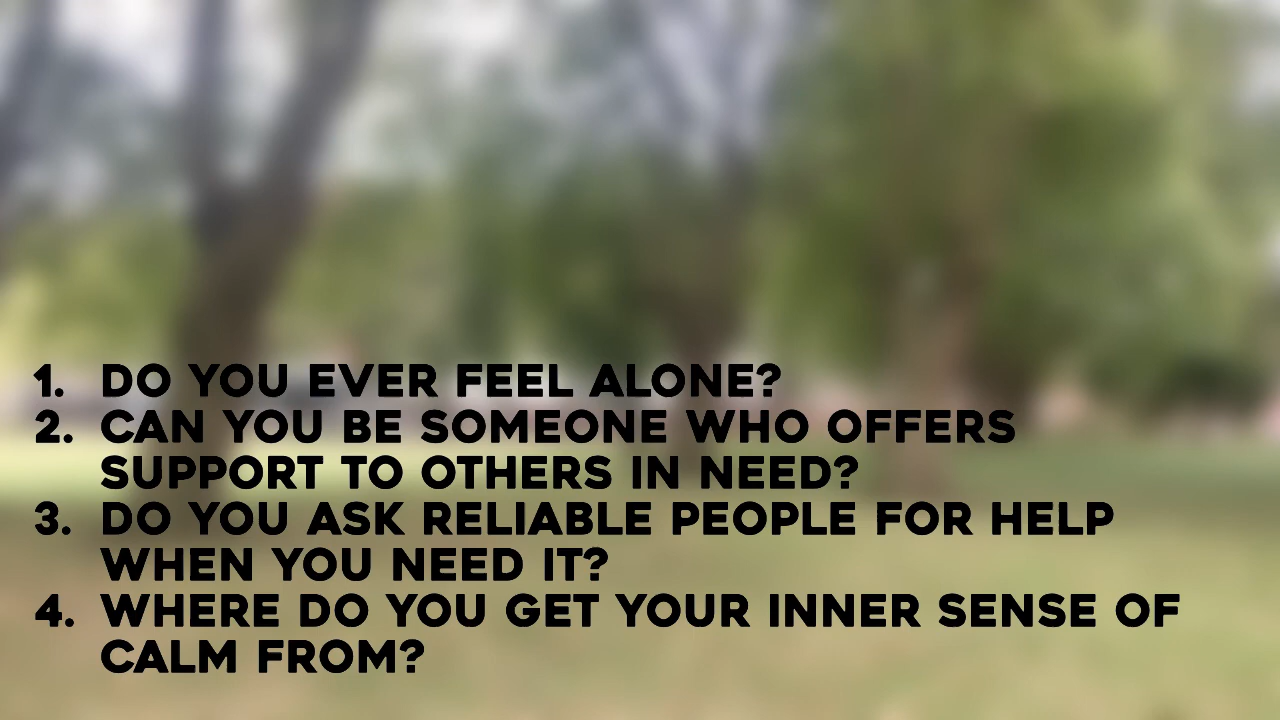 1. DO YOU EVER FEEL ALONE?
2. CAN YOU BE SOMEONE WHO OFFERS
SUPPORT TO OTHERS IN NEED?
3. DO YOU ASK RELIABLE PEOPLE FOR HELP
WHEN YOU NEED IT?
4. WHERE DO YOU GET YOUR INNER SENSE OF
CALM FROM?